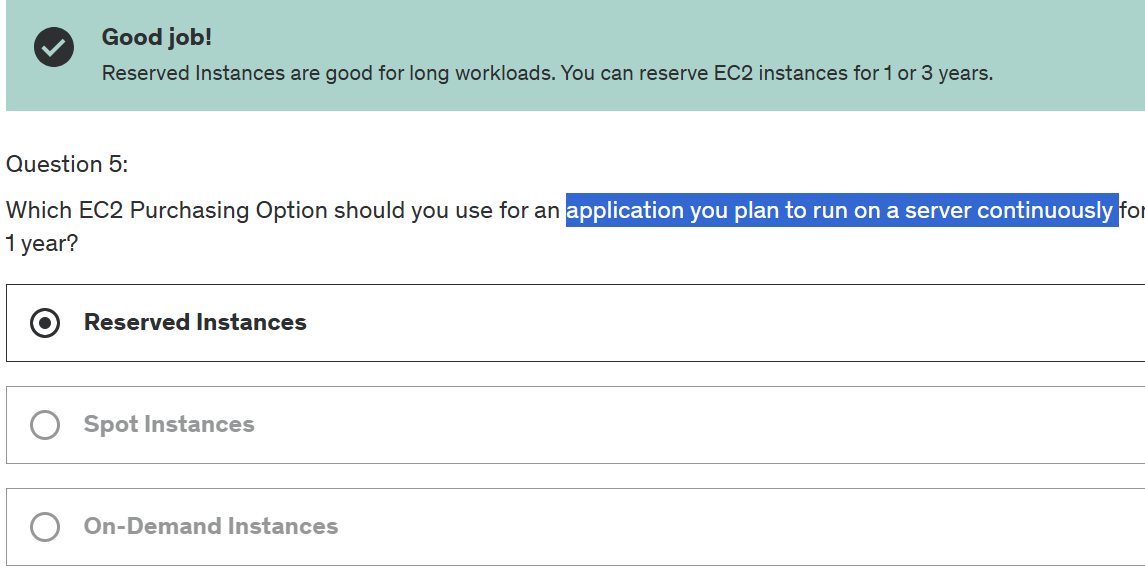 Good job!
Reserved Instances are good for long workloads. You can reserve EC2 instances for 1 or 3 years.
Question 5:
Which EC2 Purchasing Option should you use for an application you plan to run on a server continuously for
1 year?
Reserved Instances
Spot Instances
On-Demand Instances